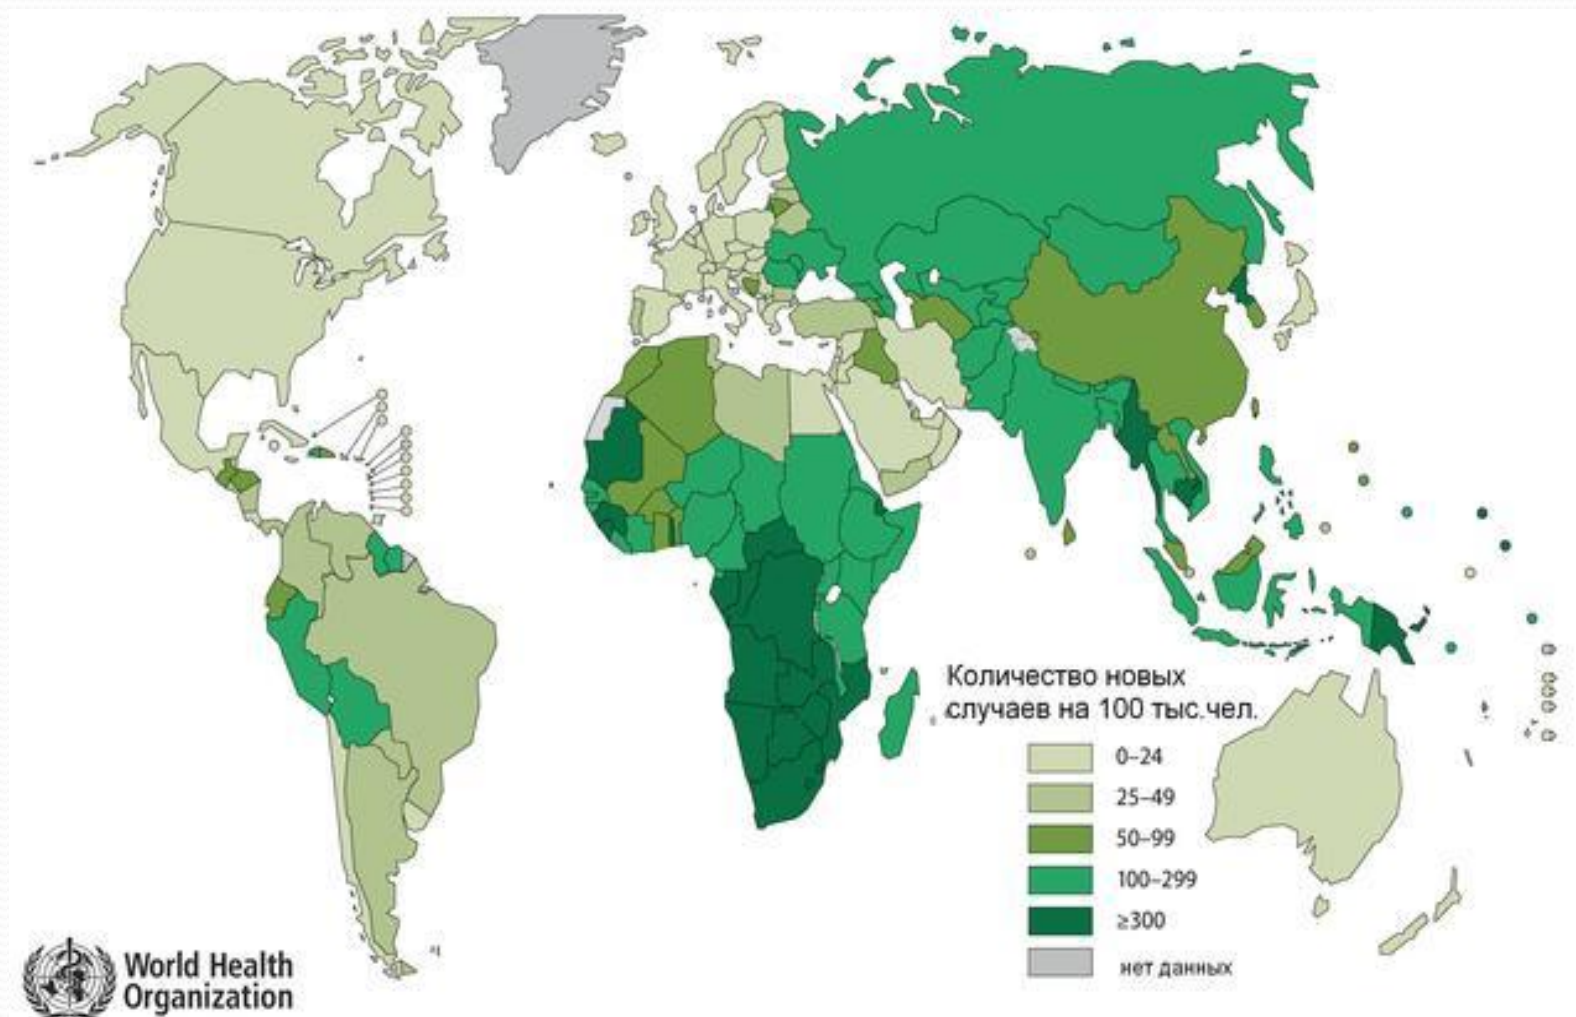 Количество новых
случаев на 100 тыс.чел.
0–24
25–49
50–99
100–299
≥300
нет данных
World Health
Organization